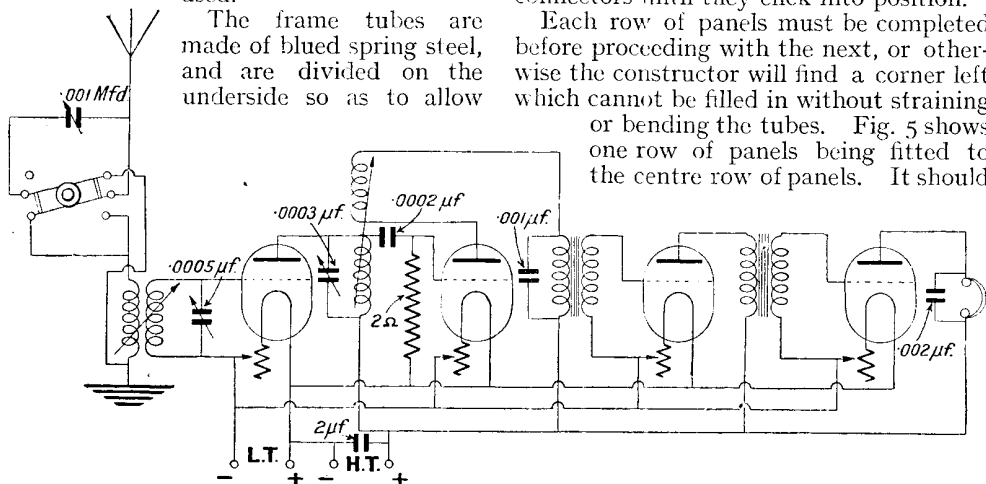 used.
The frame tubes are
made of blued spring steel,
and are divided on the
underside so as to allow
connectors until they click into position.
Each row of panels must be completed
before proceeding with the next, or other-
wise the constructor will find a corner left
which cannot be filled in without straining
or bending the tubes. Fig. 5 shows
one row of panels being fitted to
the centre row of panels. It should
.001 Mfd
.0005 μf.
.0003 μf.
.0002 μf
2Ω
.001 μf.
.002 μf.
2 μf
L.T.
H.T.
- + - +